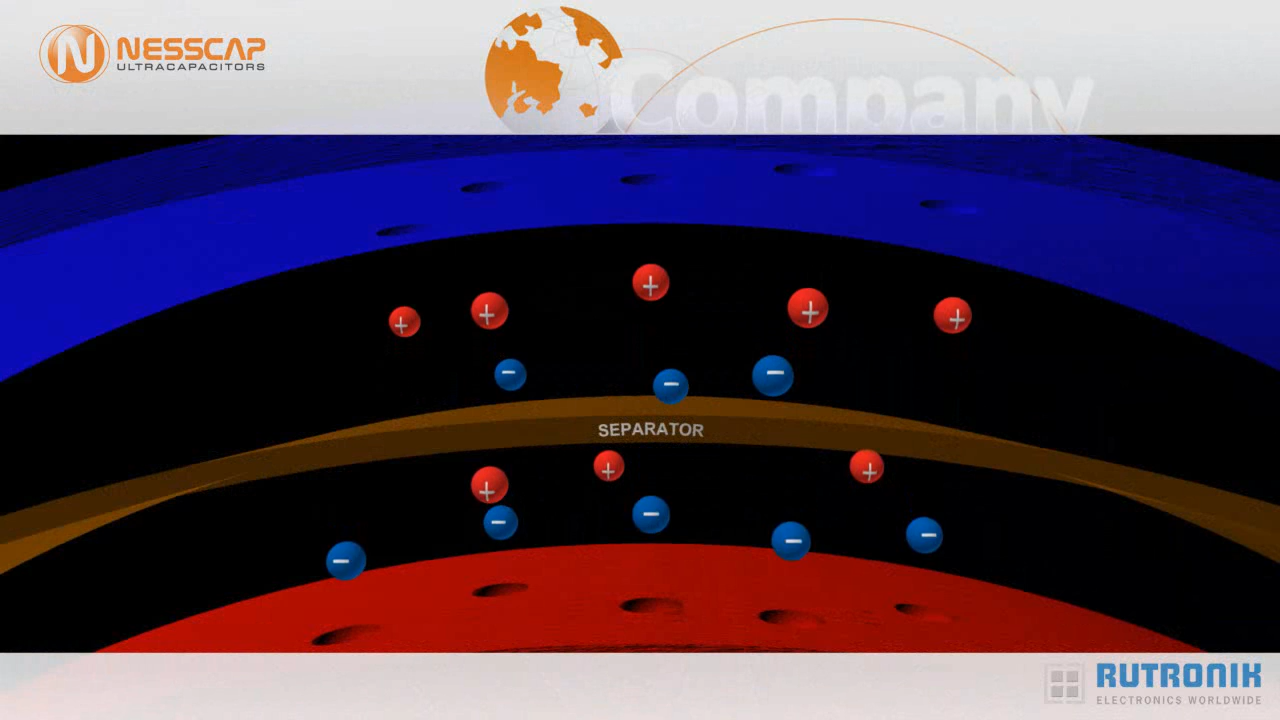 NESSCAP
ULTRACAPACITORS
Company
+
+
+
+
+
−
−
−
SEPARATOR
+
+
+
−
−
−
−
−
RUTRONIK
ELECTRONICS WORLDWIDE